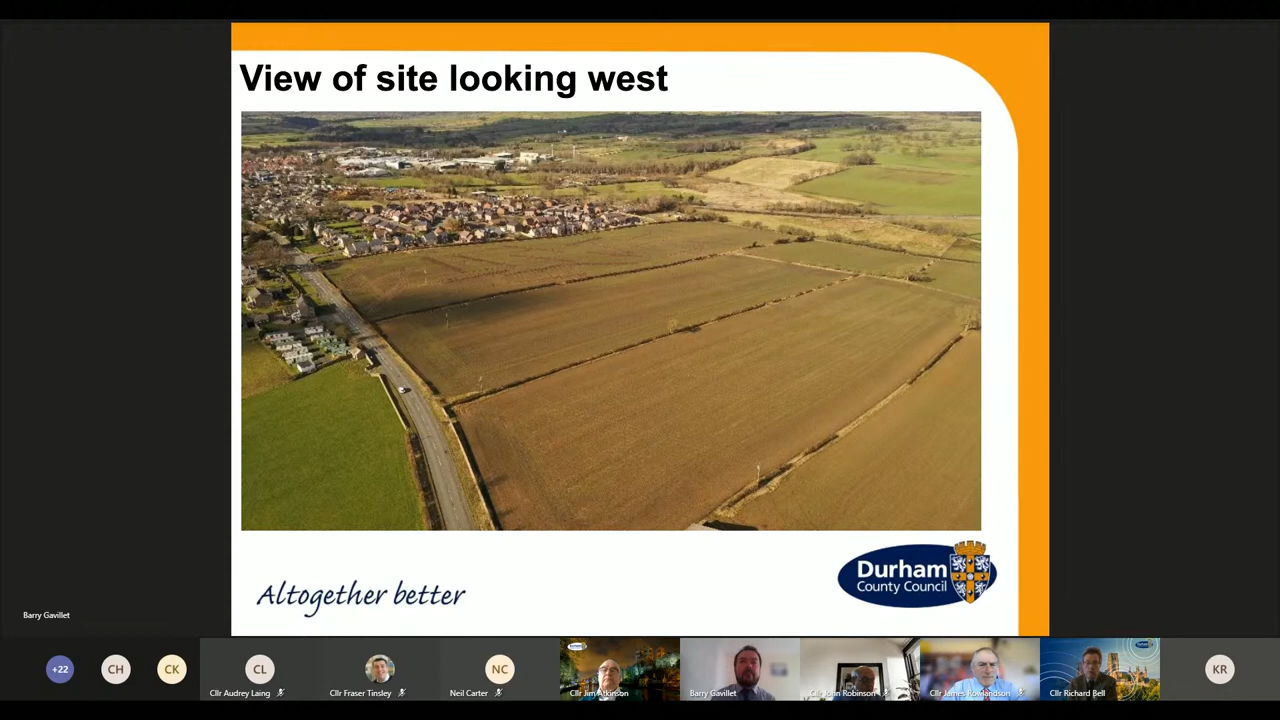 View of site looking west
Altogether better
Durham
County Council
Barry Gavillet
+22
CH
CK
CL
Cllr Audrey Laing
Cllr Fraser Tinsley
NC
Neil Carter
Cllr Jim Atkinson
Barry Gavillet
Cllr John Robinson
Cllr James Rowlandson
Cllr Richard Bell
KR